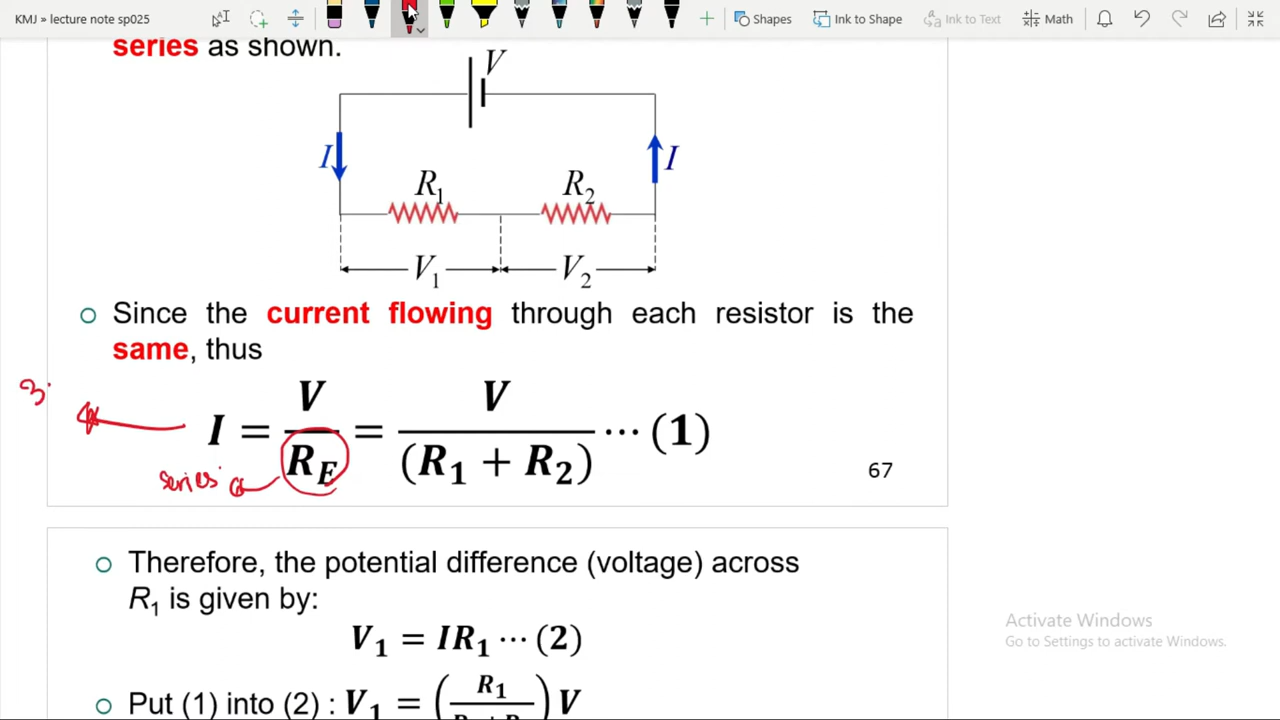 KMJ » lecture note sp025
Shapes
Ink to Shape
Ink to Text
Math
series as shown.
V
I
R₁
R₂
I
V₁
V₂
Since the current flowing through each resistor is the
same, thus
3.
I = V / R_E = V / (R₁ + R₂) ⋯ (1)
series
67
Therefore, the potential difference (voltage) across
R₁ is given by:
V₁ = IR₁ ⋯ (2)
Put (1) into (2) : V₁ = (R₁ / ) V
Activate Windows
Go to Settings to activate Windows.